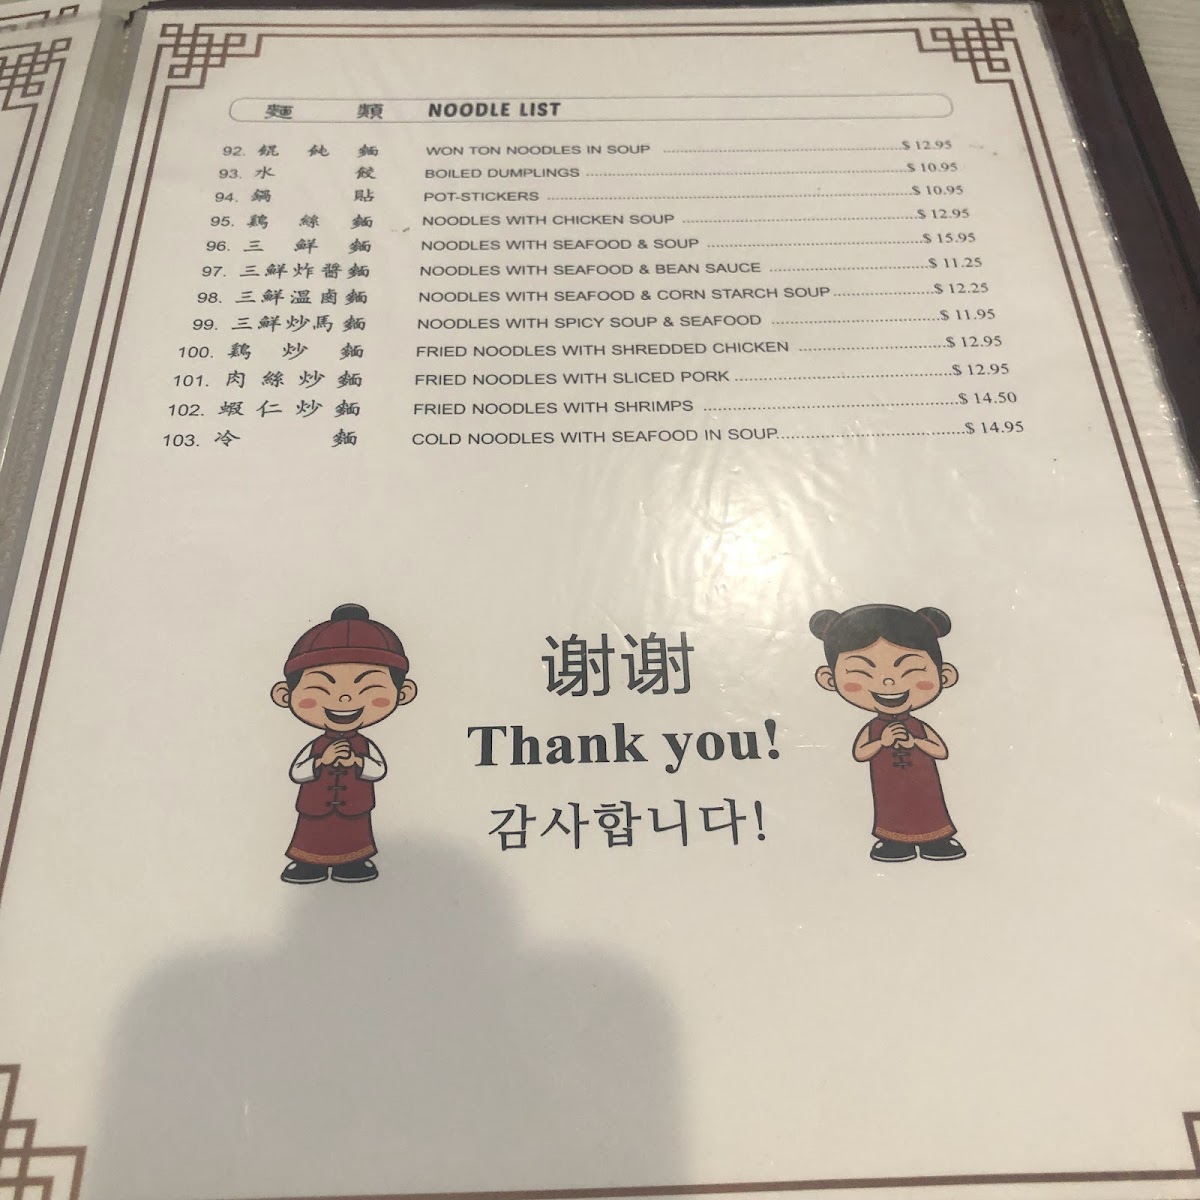 麵 類 NOODLE LIST
92. 餛 飩 麵 WON TON NOODLES IN SOUP $ 12.95
93. 水 餃 BOILED DUMPLINGS $ 10.95
94. 鍋 貼 POT-STICKERS $ 10.95
95. 鷄 絲 麵 NOODLES WITH CHICKEN SOUP $ 12.95
96. 三 鮮 麵 NOODLES WITH SEAFOOD & SOUP $ 15.95
97. 三鮮炸醬麵 NOODLES WITH SEAFOOD & BEAN SAUCE $ 11.25
98. 三鮮溫鹵麵 NOODLES WITH SEAFOOD & CORN STARCH SOUP $ 12.25
99. 三鮮炒馬麵 NOODLES WITH SPICY SOUP & SEAFOOD $ 11.95
100. 鷄 炒 麵 FRIED NOODLES WITH SHREDDED CHICKEN $ 12.95
101. 肉 絲 炒 麵 FRIED NOODLES WITH SLICED PORK $ 12.95
102. 蝦 仁 炒 麵 FRIED NOODLES WITH SHRIMPS $ 14.50
103. 冷 麵 COLD NOODLES WITH SEAFOOD IN SOUP $ 14.95
谢谢
Thank you!
감사합니다!